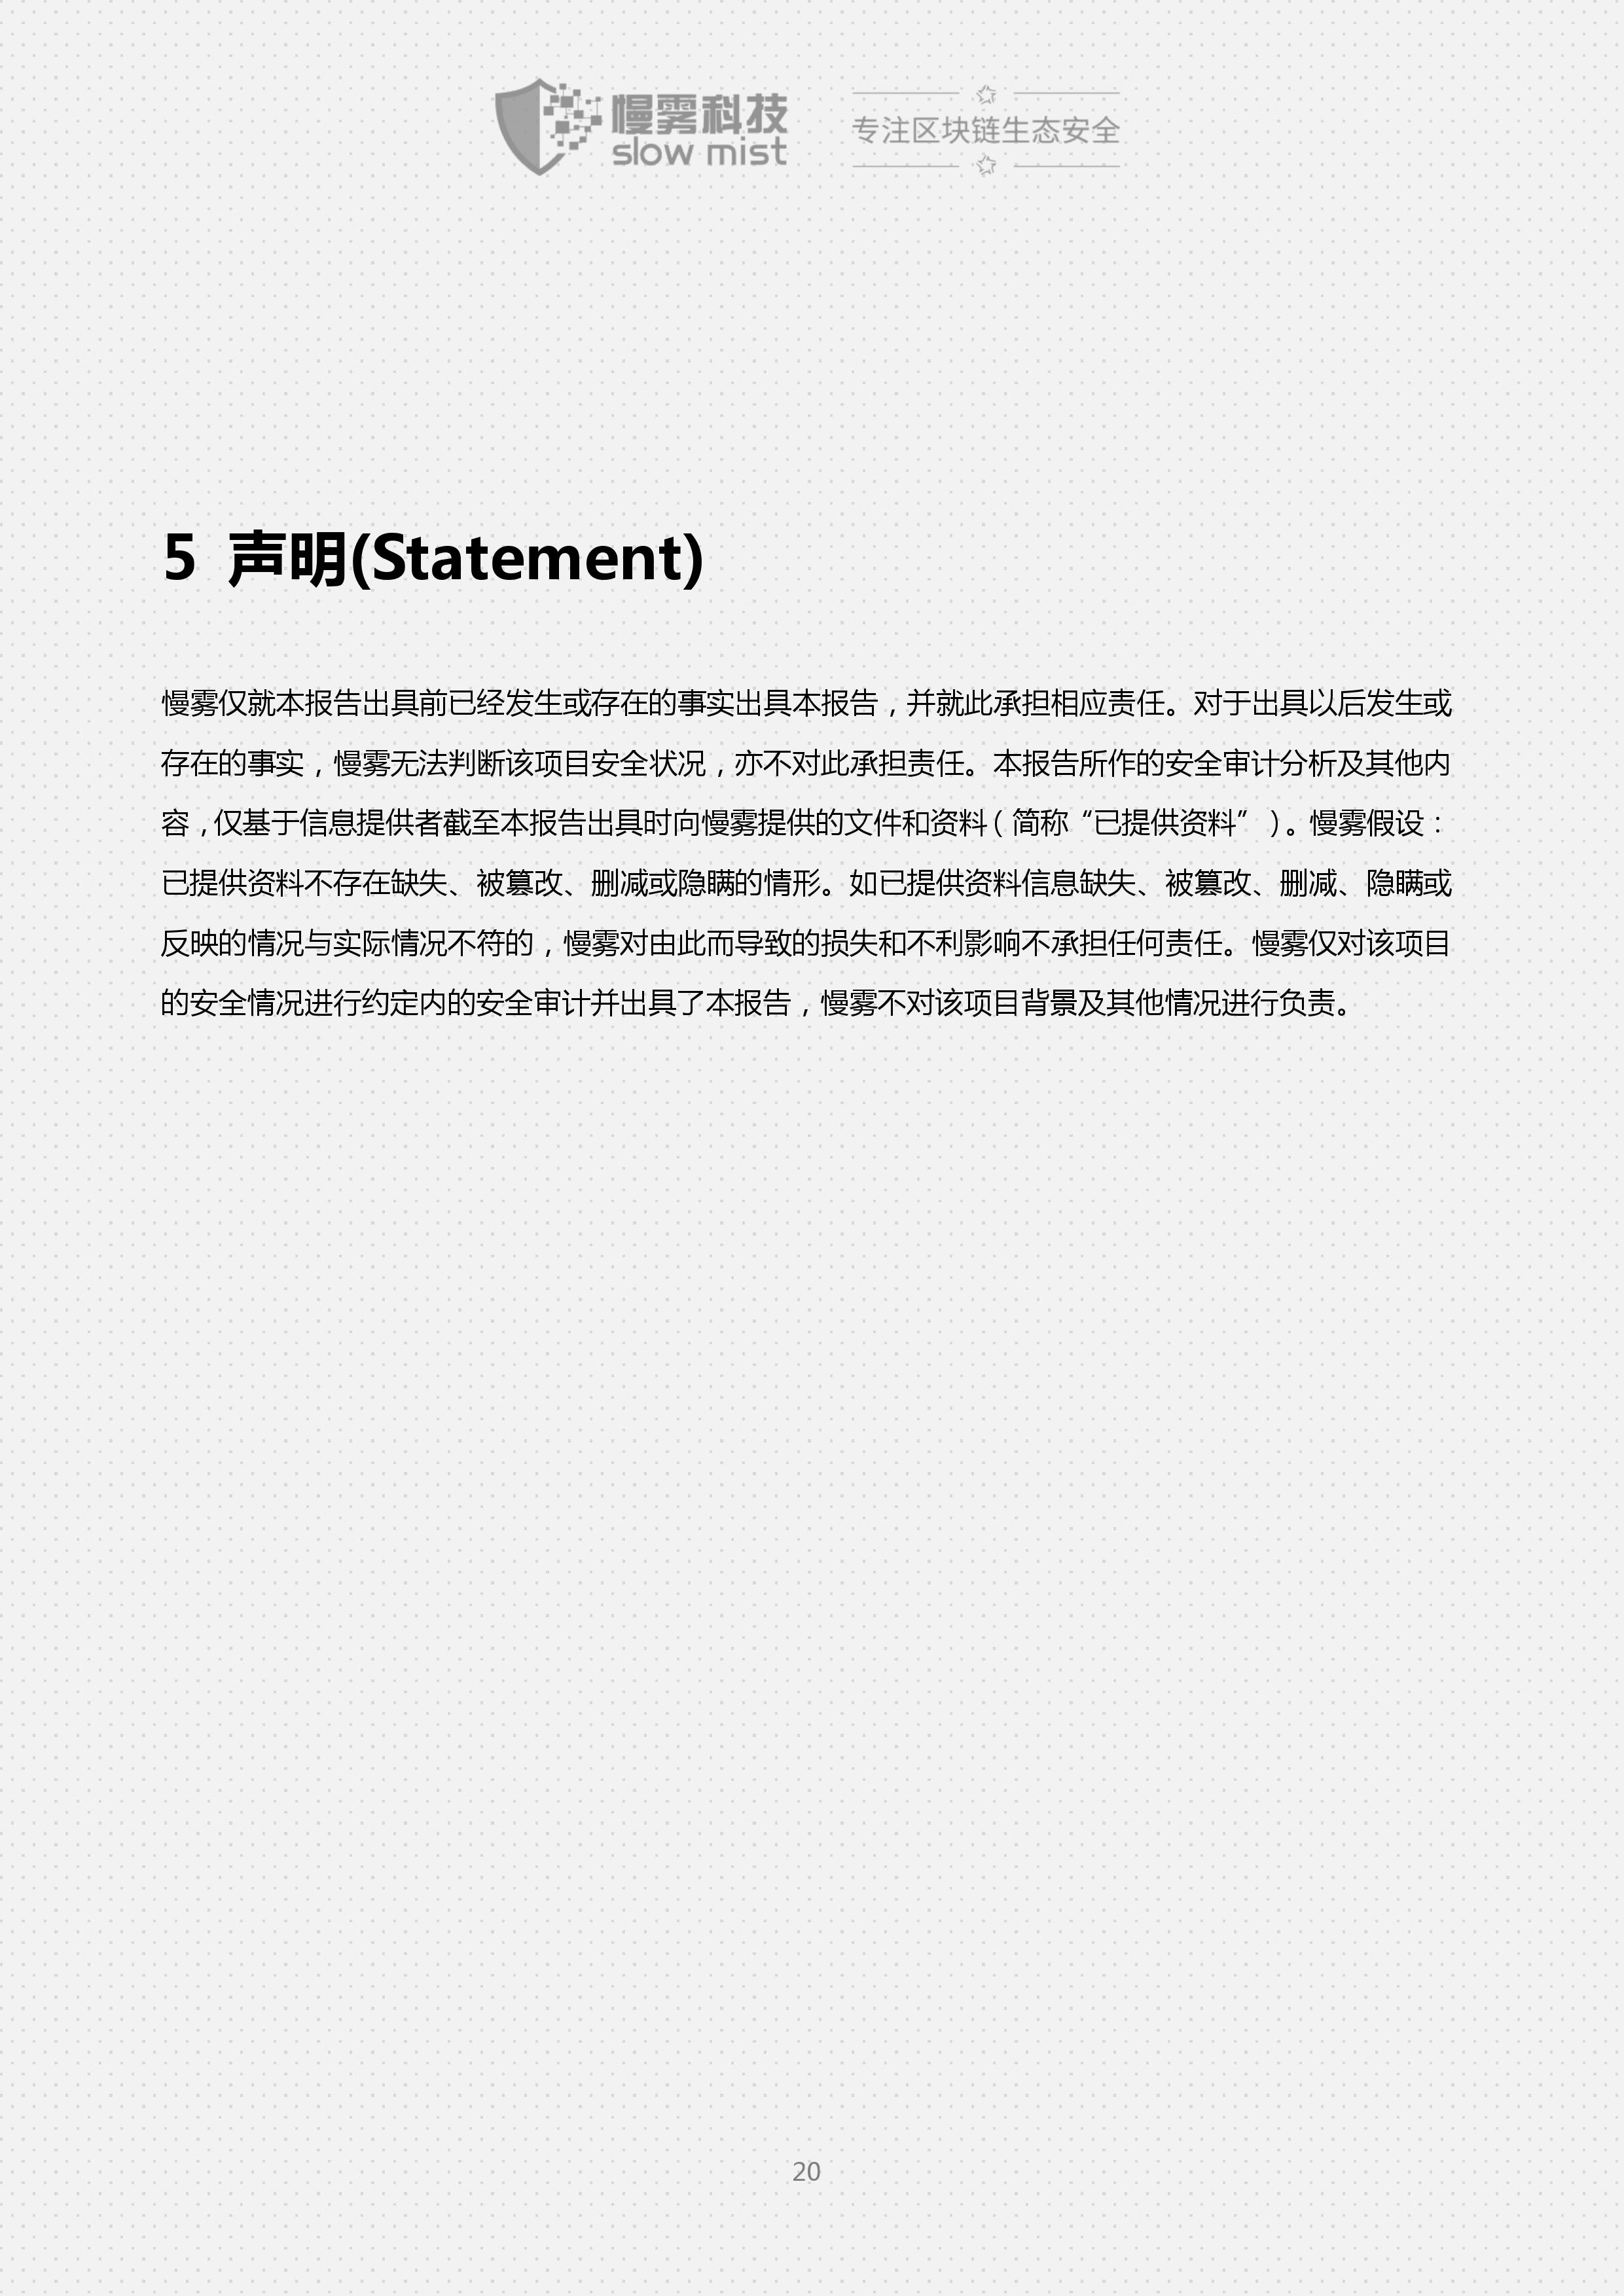 慢雾科技
slow mist
专注区块链生态安全
5 声明(Statement)
慢雾仅就本报告出具前已经发生或存在的事实出具本报告，并就此承担相应责任。对于出具以后发生或
存在的事实，慢雾无法判断该项目安全状况，亦不对此承担责任。本报告所作的安全审计分析及其他内
容，仅基于信息提供者截至本报告出具时向慢雾提供的文件和资料（简称“已提供资料”）。慢雾假设：
已提供资料不存在缺失、被篡改、删减或隐瞒的情形。如已提供资料信息缺失、被篡改、删减、隐瞒或
反映的情况与实际情况不符的，慢雾对由此而导致的损失和不利影响不承担任何责任。慢雾仅对该项目
的安全情况进行约定内的安全审计并出具了本报告，慢雾不对该项目背景及其他情况进行负责。
20